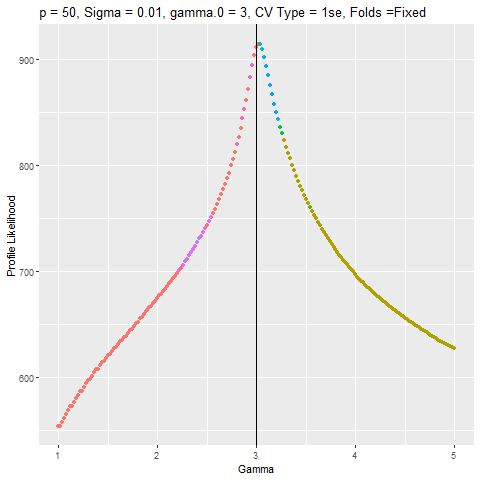 p = 50, Sigma = 0.01, gamma.0 = 3, CV Type = 1se, Folds =Fixed
900
800
700
600
Profile Likelihood
1 2 3 4 5
Gamma